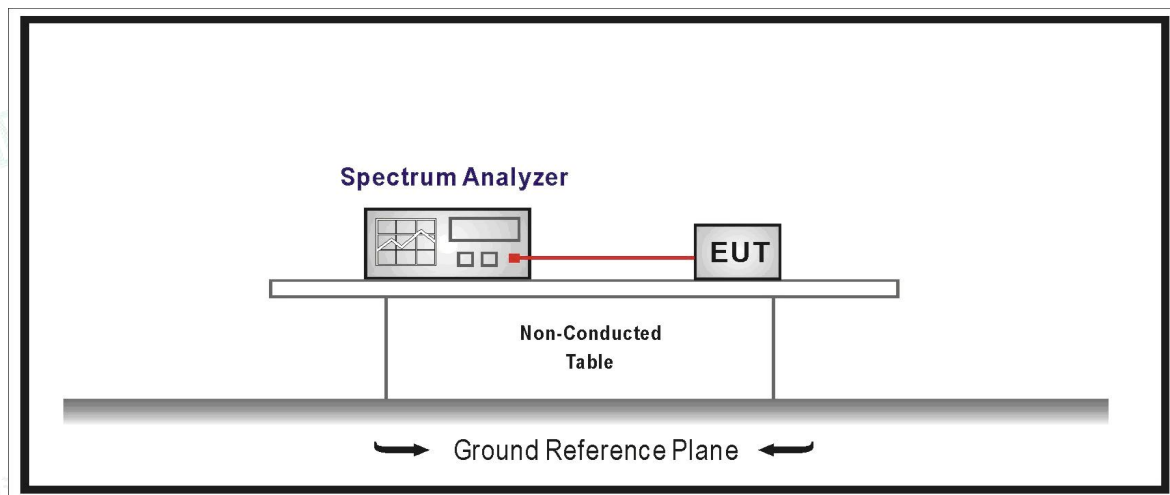 Spectrum Analyzer
EUT
Non-Conducted
Table
Ground Reference Plane